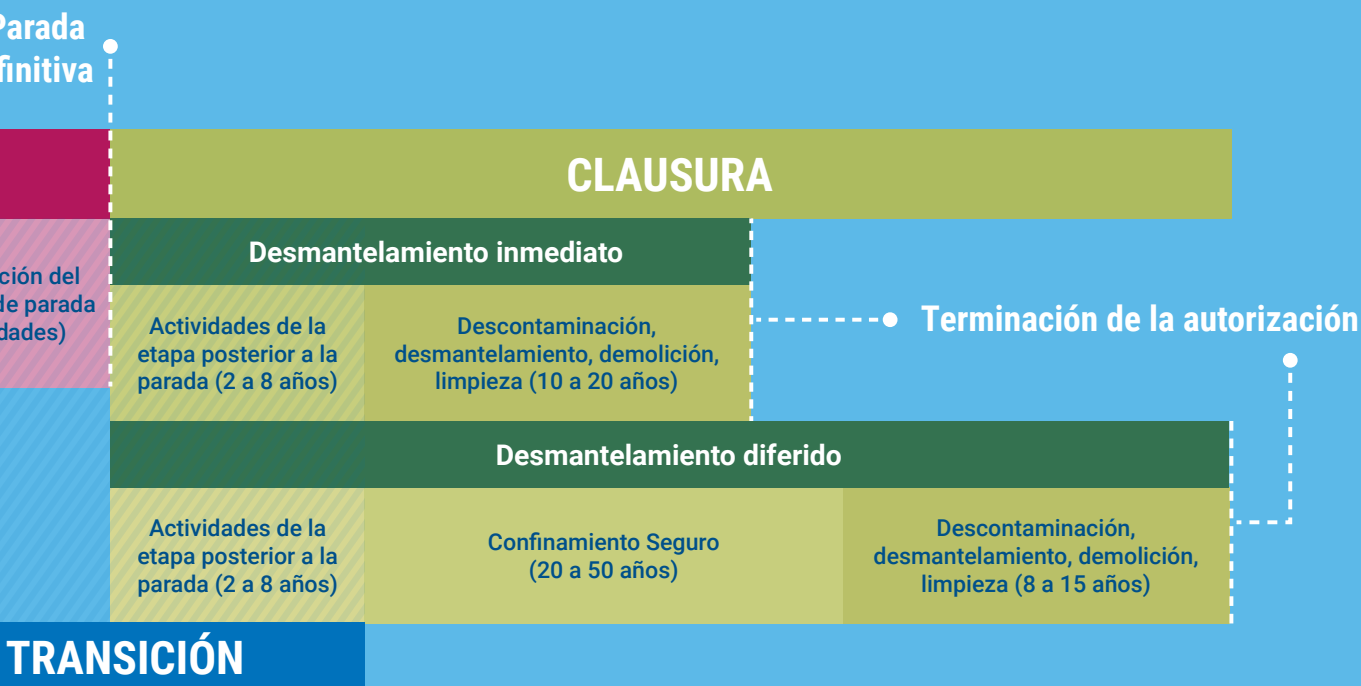 Parada
finitiva
CLAUSURA
Desmantelamiento inmediato
ción del
de parada
dades)
Actividades de la
etapa posterior a la
parada (2 a 8 años)
Descontaminación,
desmantelamiento, demolición,
limpieza (10 a 20 años)
Terminación de la autorización
Desmantelamiento diferido
Actividades de la
etapa posterior a la
parada (2 a 8 años)
Confinamiento Seguro
(20 a 50 años)
Descontaminación,
desmantelamiento, demolición,
limpieza (8 a 15 años)
TRANSICIÓN